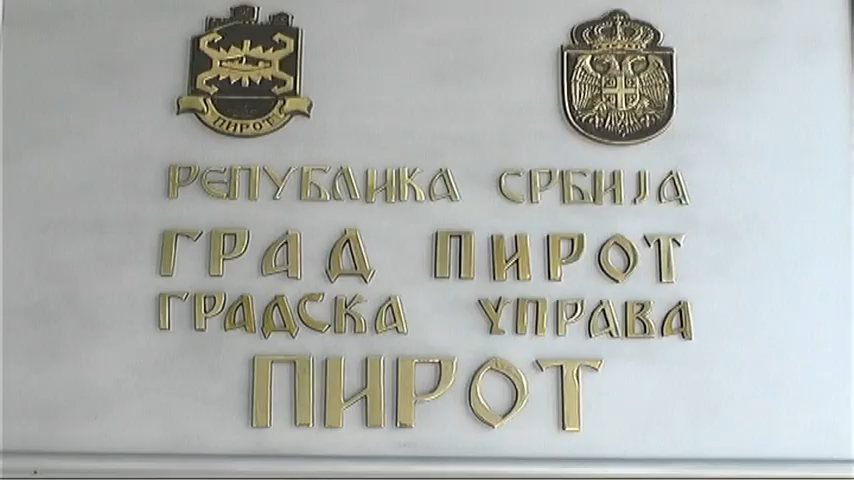 ПИРОТ
РЕПУБЛИКА СРБИЈА
ГРАД ПИРОТ
ГРАДСКА УПРАВА
ПИРОТ